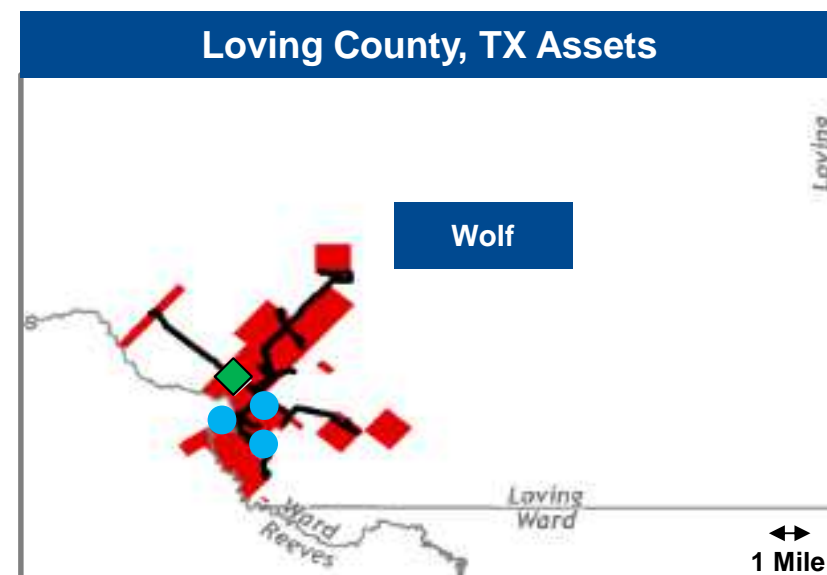 Loving County, TX Assets
Loving
Wolf
s
Loving
Ward
Ward
Reeves
1 Mile